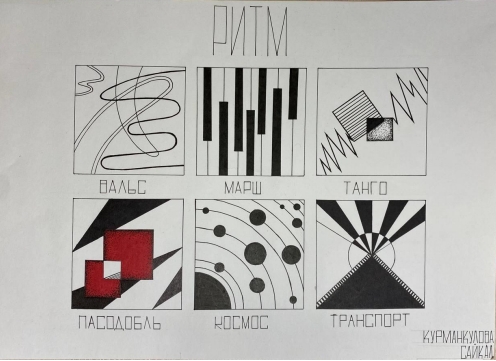 РИТМ
ВАЛЬС МАРШ ТАНГО
ПАСОДОБЛЬ КОСМОС ТРАНСПОРТ
КУРМАНКУЛОВА
САЙКАЛ